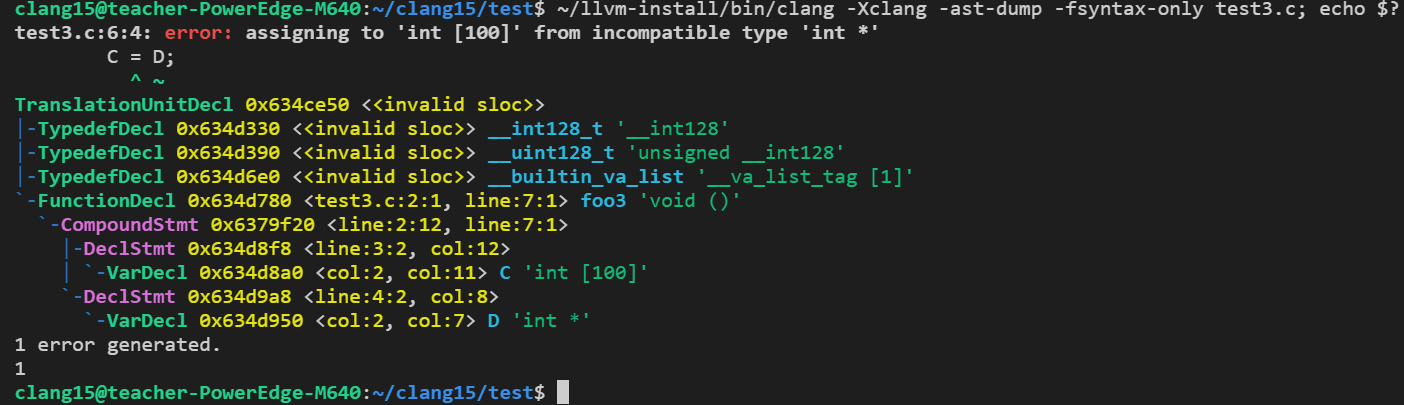 clang15@teacher-PowerEdge-M640:~/clang15/test$ ~/llvm-install/bin/clang -Xclang -ast-dump -fsyntax-only test3.c; echo $?
test3.c:6:4: error: assigning to 'int [100]' from incompatible type 'int *'
        C = D;
          ^ ~
TranslationUnitDecl 0x634ce50 <<invalid sloc>>
|-TypedefDecl 0x634d330 <<invalid sloc>> __int128_t '__int128'
|-TypedefDecl 0x634d390 <<invalid sloc>> __uint128_t 'unsigned __int128'
|-TypedefDecl 0x634d6e0 <<invalid sloc>> __builtin_va_list '__va_list_tag [1]'
`-FunctionDecl 0x634d780 <test3.c:2:1, line:7:1> foo3 'void ()'
  `-CompoundStmt 0x6379f20 <line:2:12, line:7:1>
    |-DeclStmt 0x634d8f8 <line:3:2, col:12>
    | `-VarDecl 0x634d8a0 <col:2, col:11> C 'int [100]'
    `-DeclStmt 0x634d9a8 <line:4:2, col:8>
      `-VarDecl 0x634d950 <col:2, col:7> D 'int *'
1 error generated.
1
clang15@teacher-PowerEdge-M640:~/clang15/test$